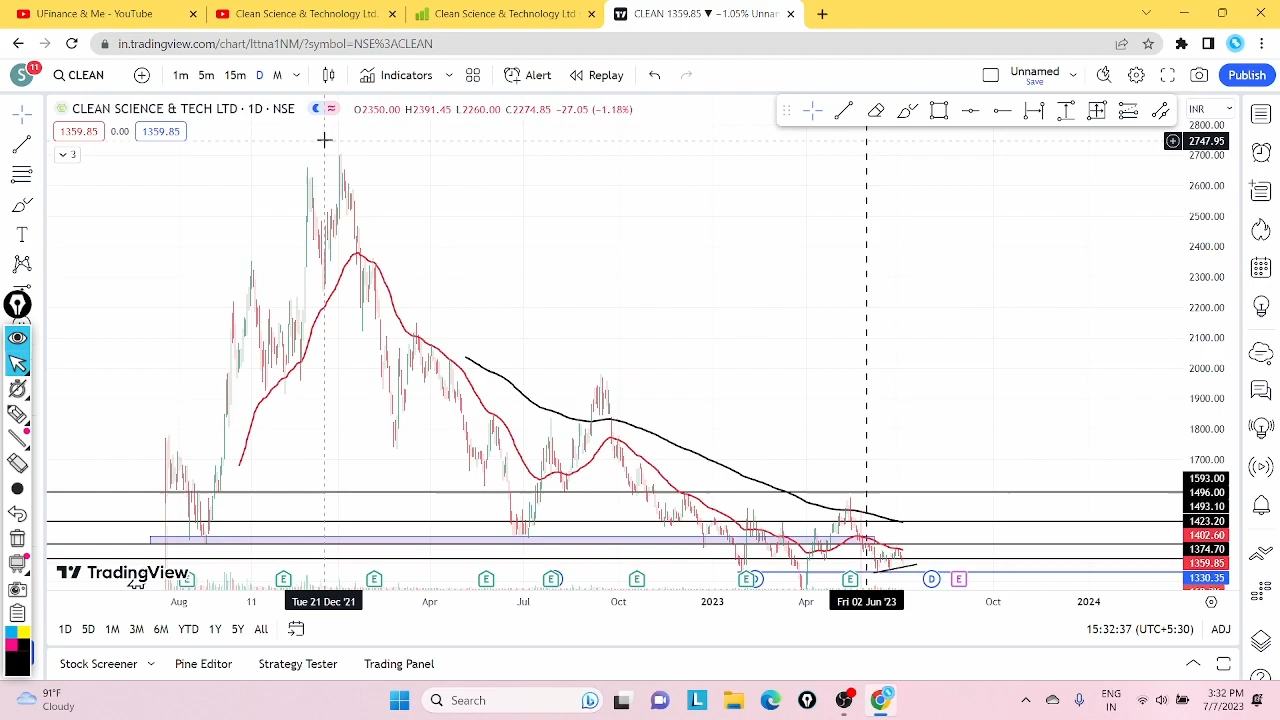 UFinance & Me - YouTube
Clean Science & Technology Ltd.
Clean Science & Technology Ltd
CLEAN 1359.85 ▼ −1.05% Unnan
in.tradingview.com/chart/lttna1NM/?symbol=NSE%3ACLEAN
S 11 CLEAN 1m 5m 15m D M Indicators Alert Replay Unnamed Save Publish
CLEAN SCIENCE & TECH LTD · 1D · NSE O2350.00 H2391.45 L2260.00 C2274.85 −27.05 (−1.18%)
INR
1359.85 0.00 1359.85
3
2800.00
2747.95
2700.00
2600.00
2500.00
2400.00
2300.00
2200.00
2100.00
2000.00
1900.00
1800.00
1700.00
1593.00
1496.00
1493.10
1423.20
1402.60
1374.70
1359.85
1330.35
TradingView
E E E E E E E E D E
Aug 11 Tue 21 Dec '21 Apr Jul Oct 2023 Apr Fri 02 Jun '23 Oct 2024
1D 5D 1M 3M 6M YTD 1Y 5Y All 15:32:37 (UTC+5:30) ADJ
Stock Screener Pine Editor Strategy Tester Trading Panel
91°F
Cloudy
Search
ENG
IN
3:32 PM
7/7/2023